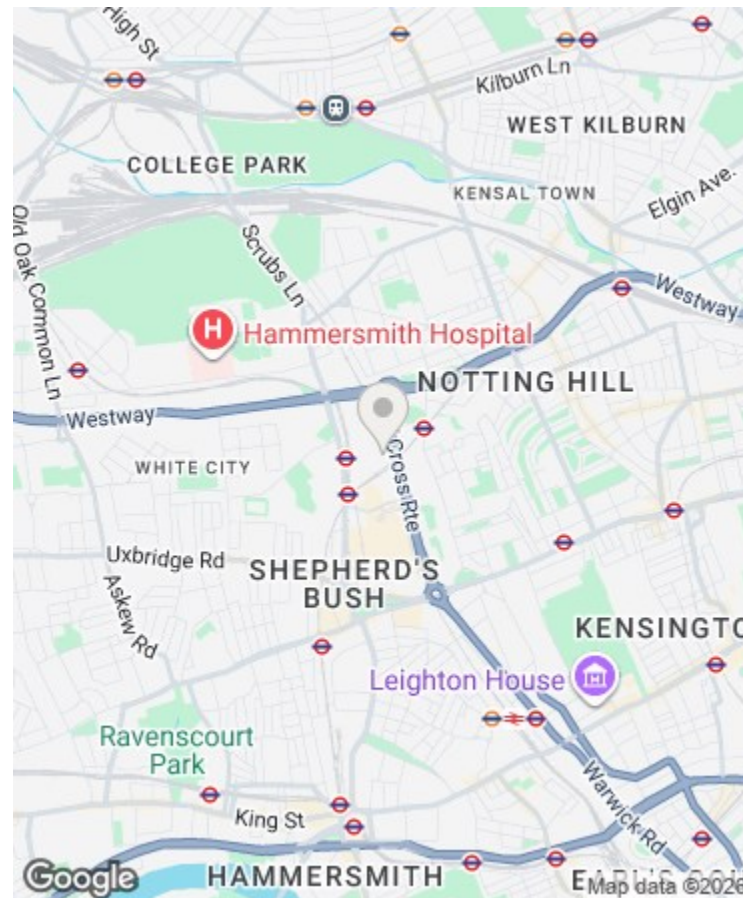 High St
Kilburn Ln
WEST KILBURN
COLLEGE PARK
KENSAL TOWN
Elgin Ave.
Old Oak Common Ln
Scrubs Ln
Westway
H
Hammersmith Hospital
NOTTING HILL
Westway
WHITE CITY
Cross Rte
Uxbridge Rd
SHEPHERD'S
BUSH
Askew Rd
KENSINGTO
Leighton House
Ravenscourt
Park
Warwick Rd
King St
HAMMERSMITH
Google
Map data ©2026